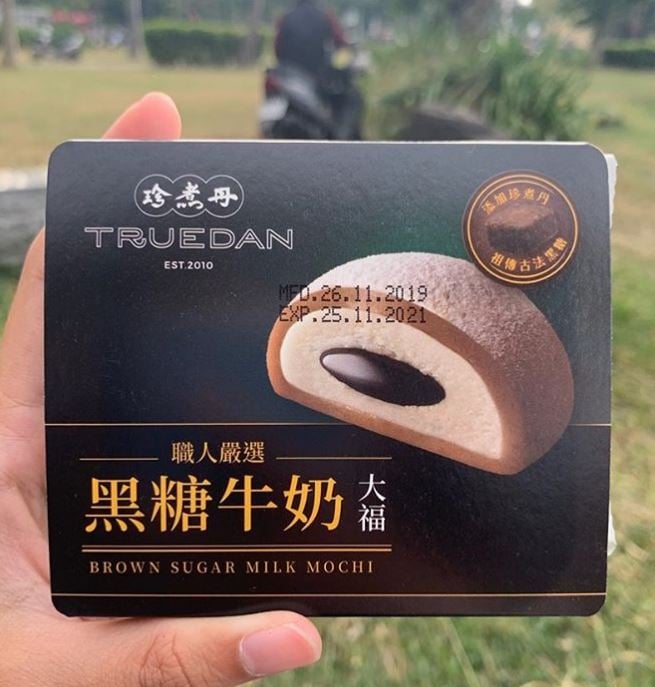 珍煮丹
TRUEDAN
EST.2010
添加珍煮丹
祖傳古法黑糖
MFD.26.11.2019
EXP.25.11.2021
職人嚴選
黑糖牛奶
大福
BROWN SUGAR MILK MOCHI